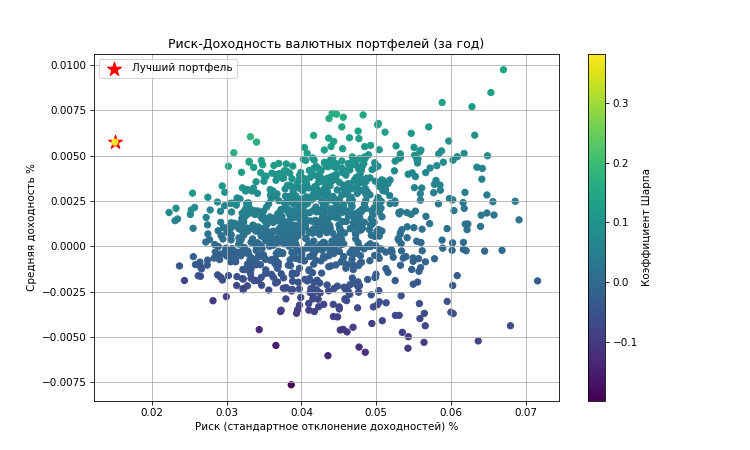 Риск-Доходность валютных портфелей (за год)
Лучший портфель
Средняя доходность %
0.0100
0.0075
0.0050
0.0025
0.0000
−0.0025
−0.0050
−0.0075
0.02 0.03 0.04 0.05 0.06 0.07
Риск (стандартное отклонение доходностей) %
0.3
0.2
0.1
0.0
−0.1
Коэффициент Шарпа